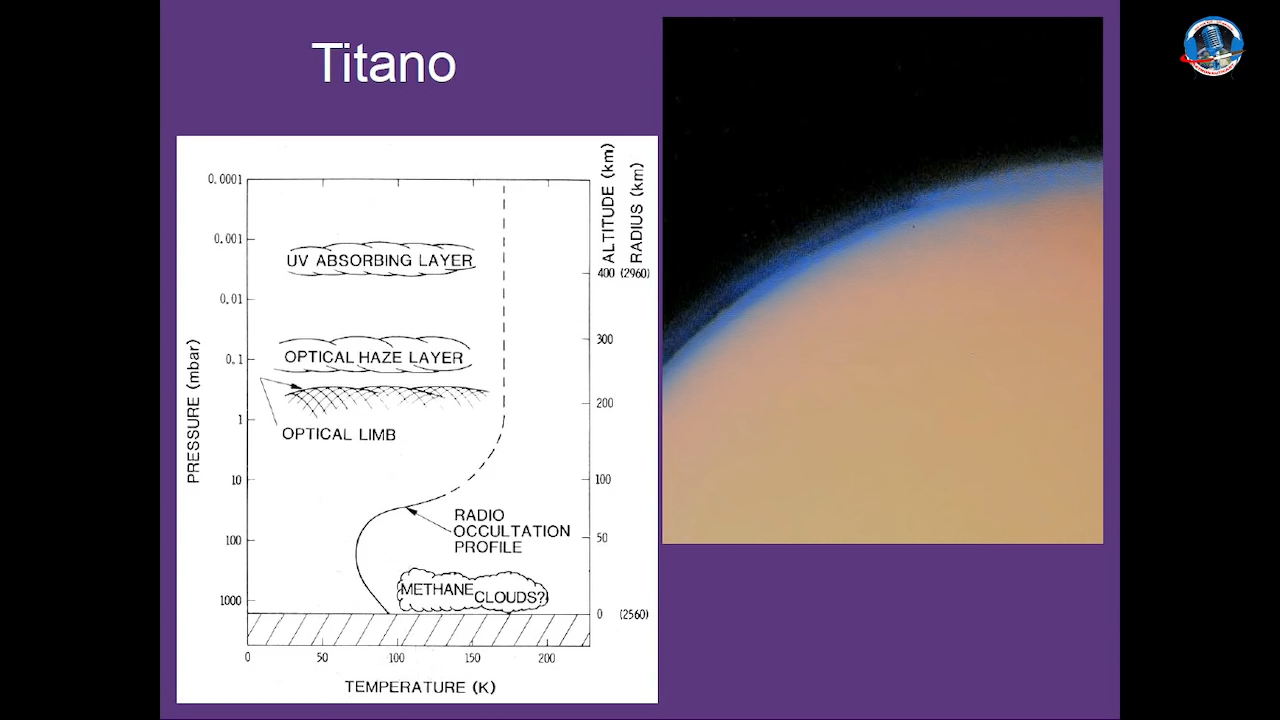 Titano
ALTITUDE (km)
RADIUS (km)
0.0001
0.001
UV ABSORBING LAYER
400 (2960)
0.01
300
OPTICAL HAZE LAYER
0.1
200
1
OPTICAL LIMB
PRESSURE (mbar)
10
100
RADIO
OCCULTATION
PROFILE
100
50
METHANE CLOUDS?
1000
0 (2560)
0 50 100 150 200
TEMPERATURE (K)